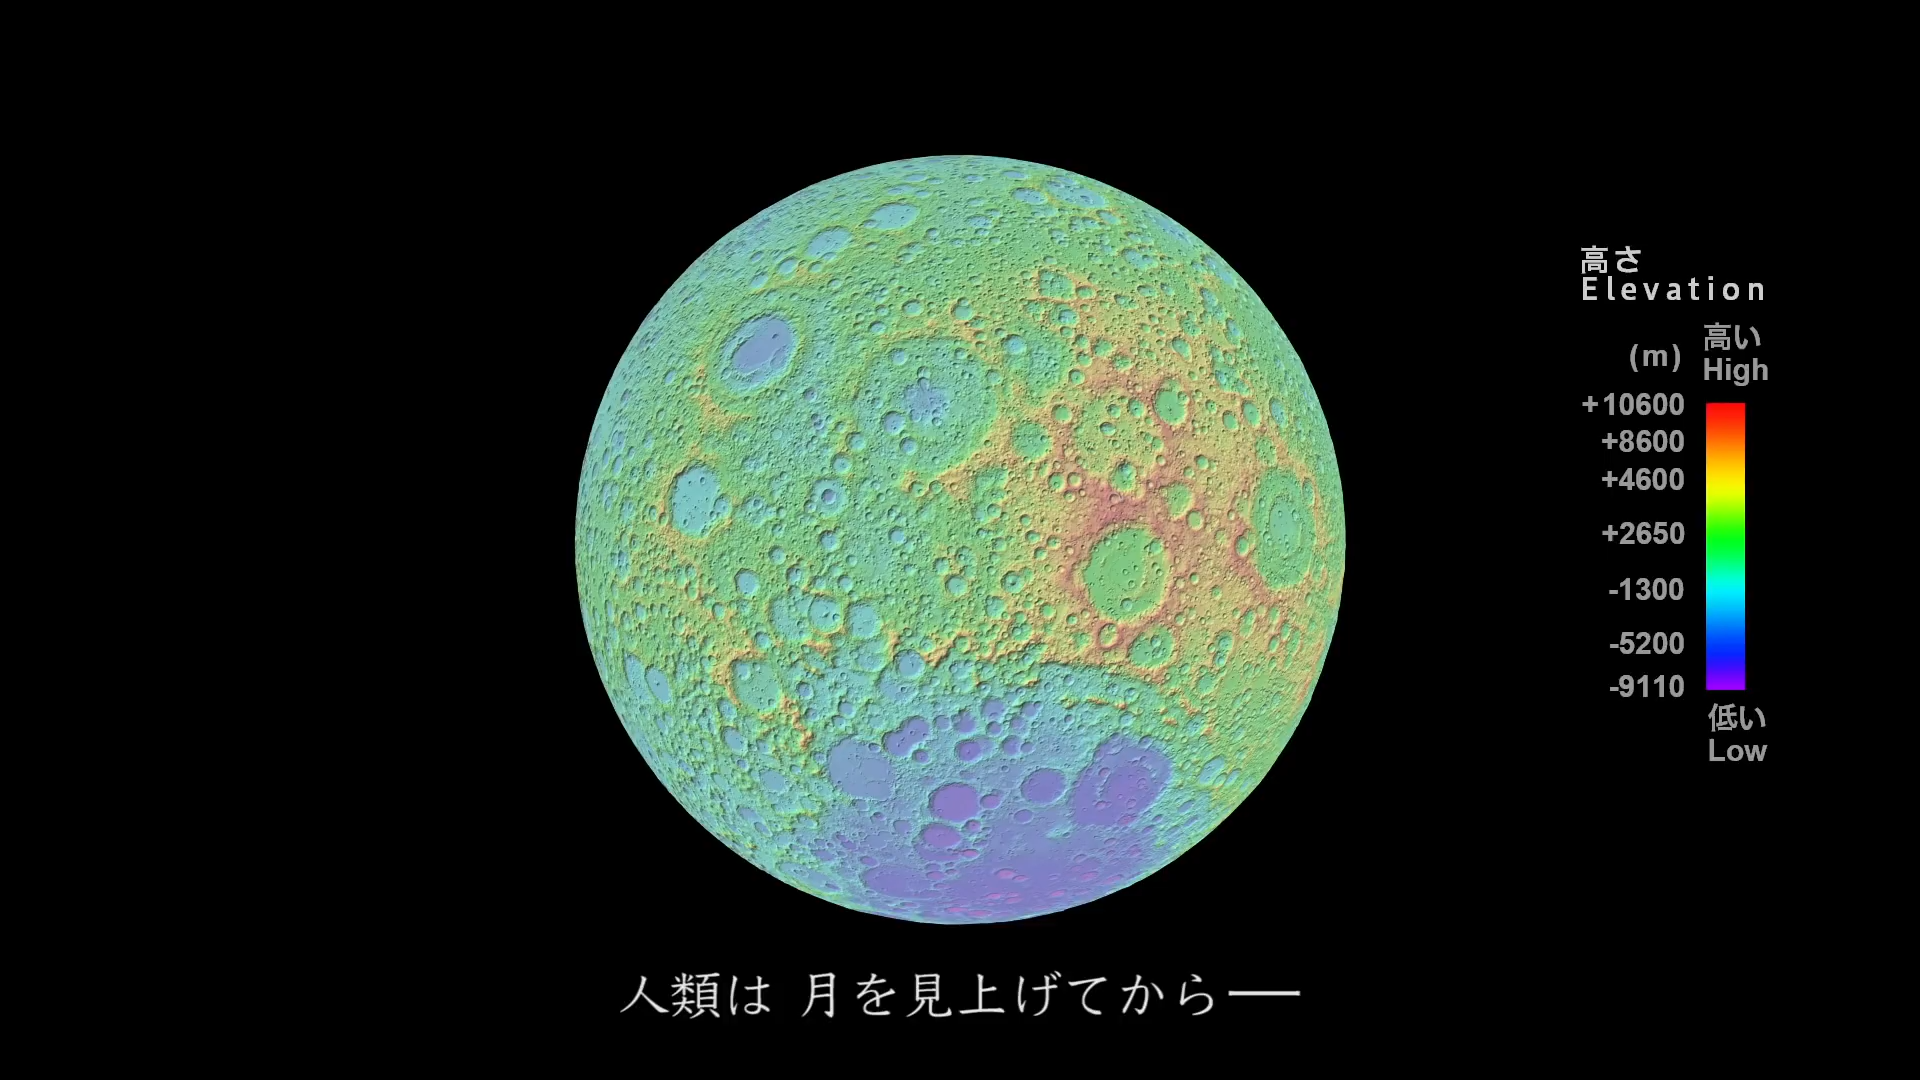 高さ
Elevation
(m)
高い
High
+10600
+8600
+4600
+2650
-1300
-5200
-9110
低い
Low
人類は 月を見上げてから──